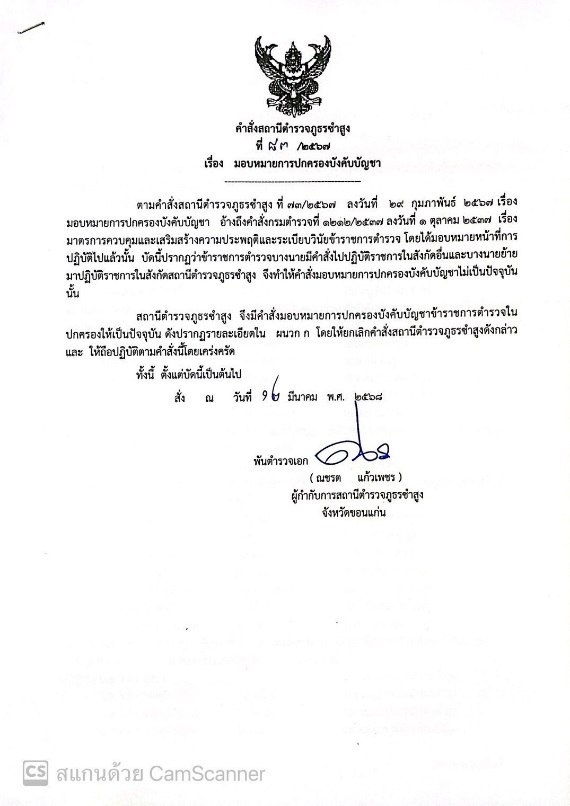 คำสั่งสถานีตำรวจภูธรซำสูง
ที่ ๘๓ /๒๕๖๗
เรื่อง มอบหมายการปกครองบังคับบัญชา
ตามคำสั่งสถานีตำรวจภูธรซำสูง ที่ ๗๓/๒๕๖๗ ลงวันที่ ๒๙ กุมภาพันธ์ ๒๕๖๗ เรื่อง
มอบหมายการปกครองบังคับบัญชา อ้างถึงคำสั่งกรมตำรวจที่ ๑๒๑๒/๒๕๓๗ ลงวันที่ ๑ ตุลาคม ๒๕๓๗ เรื่อง
มาตรการควบคุมและเสริมสร้างความประพฤติและระเบียบวินัยข้าราชการตำรวจ โดยได้มอบหมายหน้าที่การ
ปฏิบัติไปแล้วนั้น บัดนี้ปรากฏว่าข้าราชการตำรวจบางนายมีคำสั่งไปปฏิบัติราชการในสังกัดอื่นและบางนายย้าย
มาปฏิบัติราชการในสังกัดสถานีตำรวจภูธรซำสูง จึงทำให้คำสั่งมอบหมายการปกครองบังคับบัญชาไม่เป็นปัจจุบัน
นั้น
สถานีตำรวจภูธรซำสูง จึงมีคำสั่งมอบหมายการปกครองบังคับบัญชาข้าราชการตำรวจใน
ปกครองให้เป็นปัจจุบัน ดังปรากฏรายละเอียดใน ผนวก ก โดยให้ยกเลิกคำสั่งสถานีตำรวจภูธรซำสูงดังกล่าว
และ ให้ถือปฏิบัติตามคำสั่งนี้โดยเคร่งครัด
ทั้งนี้ ตั้งแต่บัดนี้เป็นต้นไป
สั่ง ณ วันที่ ๑๒ มีนาคม พ.ศ. ๒๕๖๘
พันตำรวจเอก
( ณชรต แก้วเพชร )
ผู้กำกับการสถานีตำรวจภูธรซำสูง
จังหวัดขอนแก่น
CS สแกนด้วย CamScanner